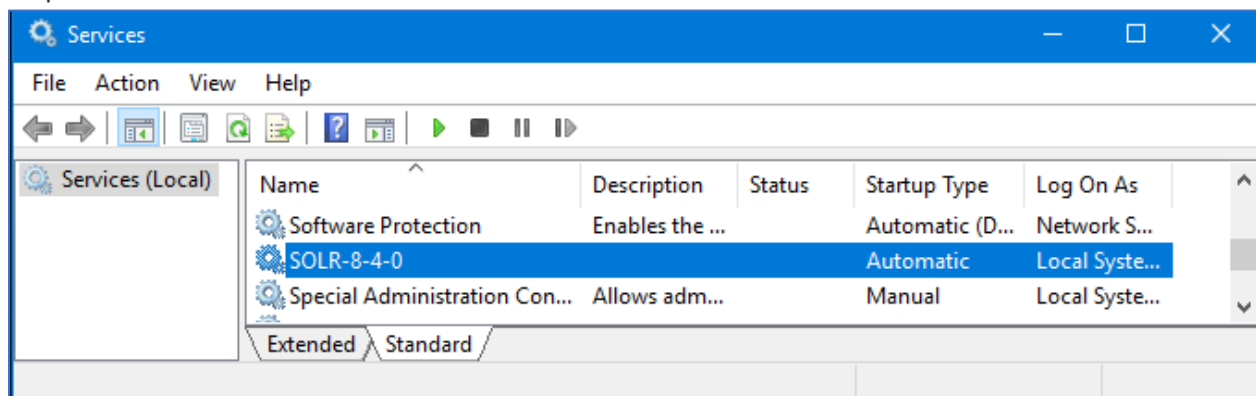 Services
File Action View Help
Services (Local)
Name Description Status Startup Type Log On As
Software Protection Enables the ... Automatic (D... Network S...
SOLR-8-4-0 Automatic Local Syste...
Special Administration Con... Allows adm... Manual Local Syste...
Extended Standard